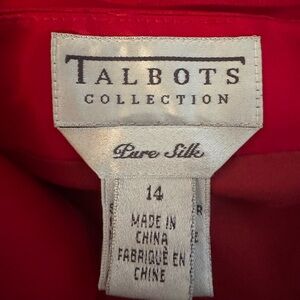 TALBOTS
COLLECTION
Pure Silk
14
MADE IN
CHINA
FABRIQUÉ EN
CHINE